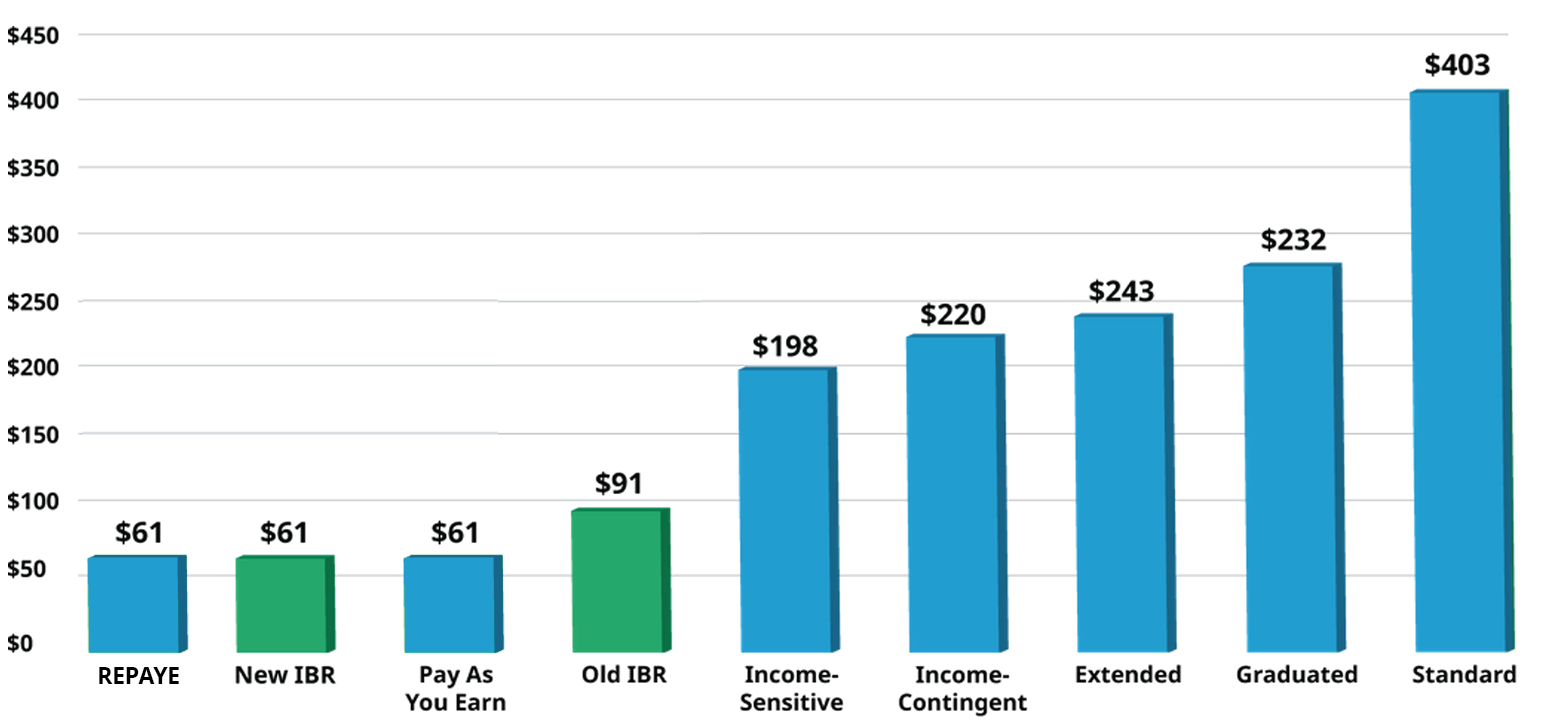 $450
$403
$400
$350
$300
$232
$250
$243
$220
$200
$198
$150
$100
$91
$61
$61
$61
$50
$0
REPAYE
New IBR
Pay As
You Earn
Old IBR
Income-
Sensitive
Income-
Contingent
Extended
Graduated
Standard